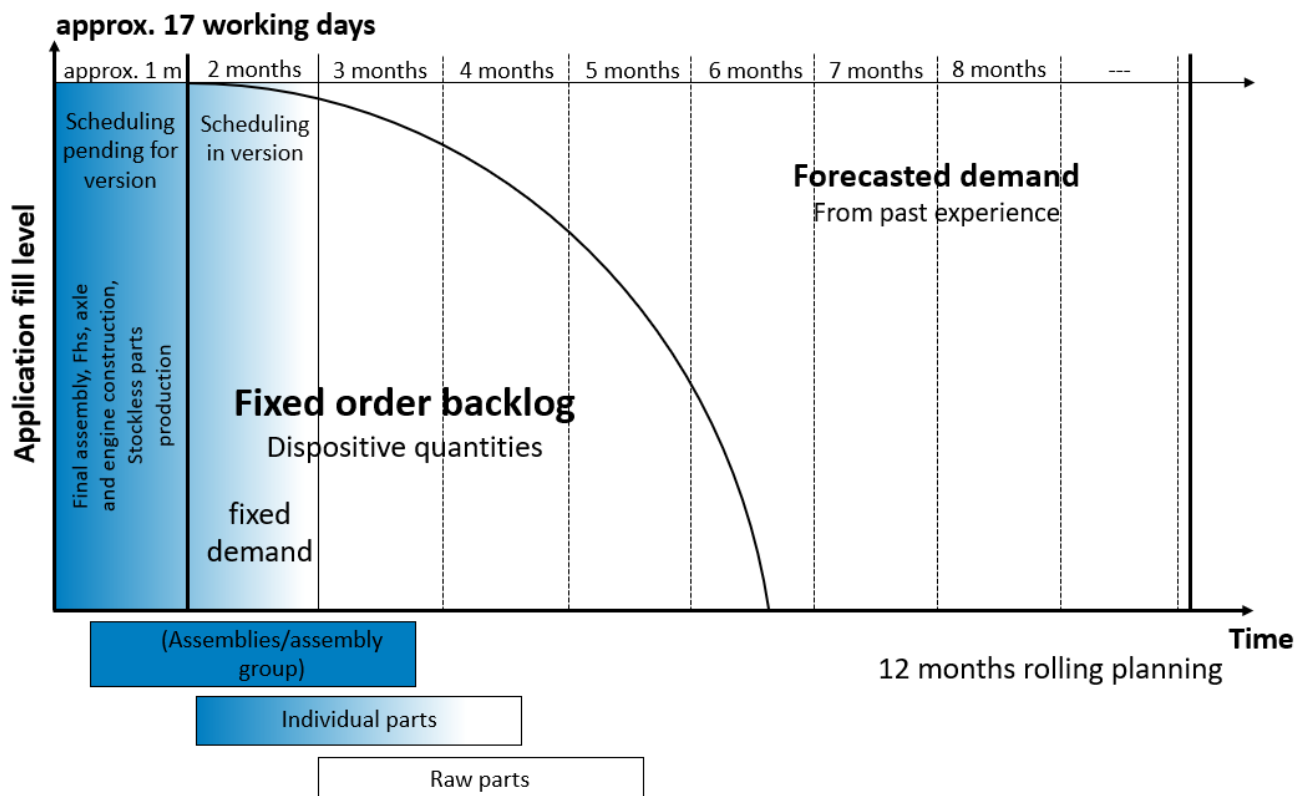 approx. 17 working days
approx. 1 m
2 months
3 months
4 months
5 months
6 months
7 months
8 months
---
Scheduling
pending for
version
Scheduling
in version
Forecasted demand
From past experience
Application fill level
Final assembly, Fhs, axle
and engine construction,
Stockless parts
production
Fixed order backlog
Dispositive quantities
fixed
demand
(Assemblies/assembly
group)
Time
12 months rolling planning
Individual parts
Raw parts